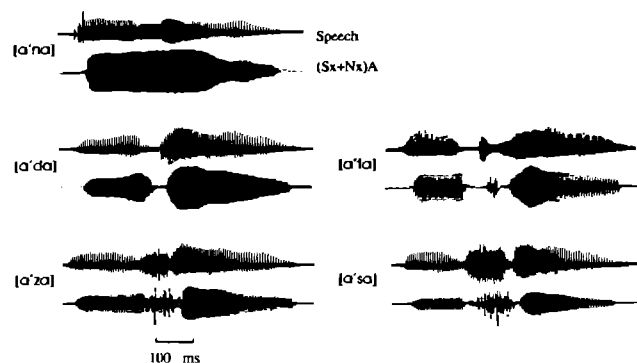 [a'na]
Speech
(Sx+Nx)A
[a'da]
[a'ta]
[a'za]
[a'sa]
100 ms